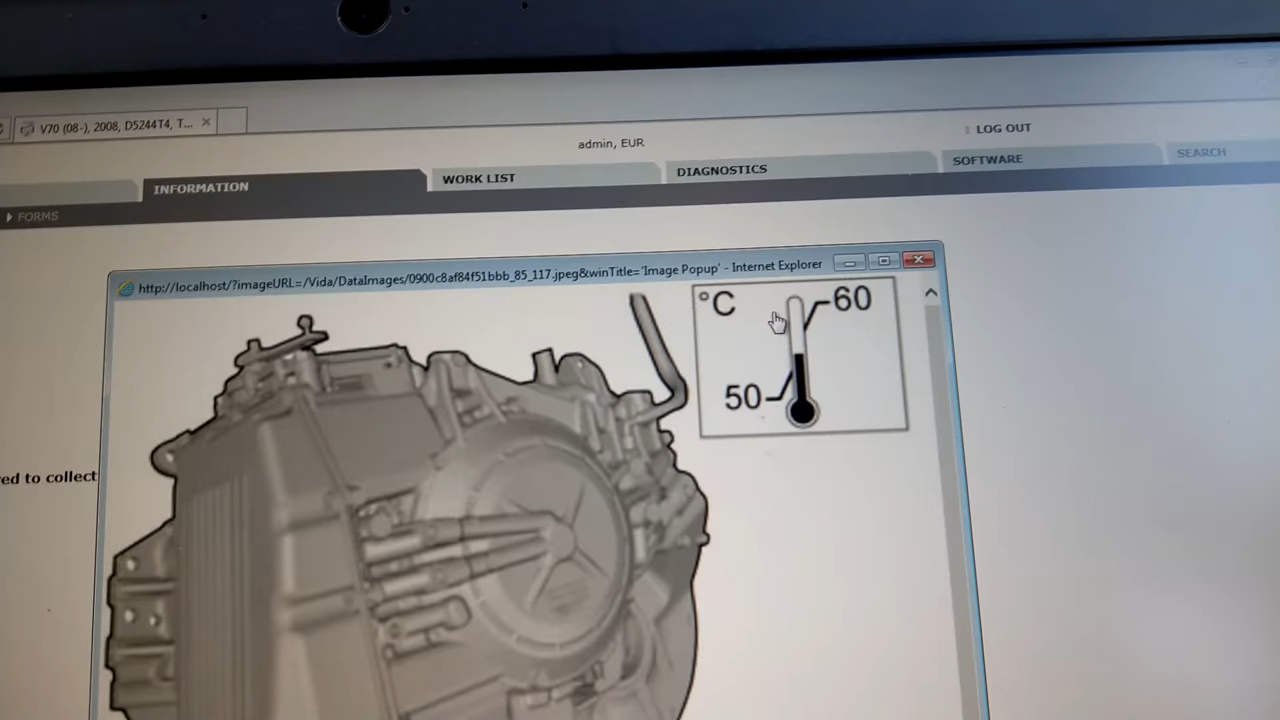 V70 (08-), 2008, D5244T4, T...
admin, EUR
LOG OUT
INFORMATION
WORK LIST
DIAGNOSTICS
SOFTWARE
SEARCH
FORMS
http://localhost/?imageURL=/Vida/DataImages/0900c8af84f51bbb_85_117.jpeg&winTitle='Image Popup' - Internet Explorer
°C
60
50
ed to collect